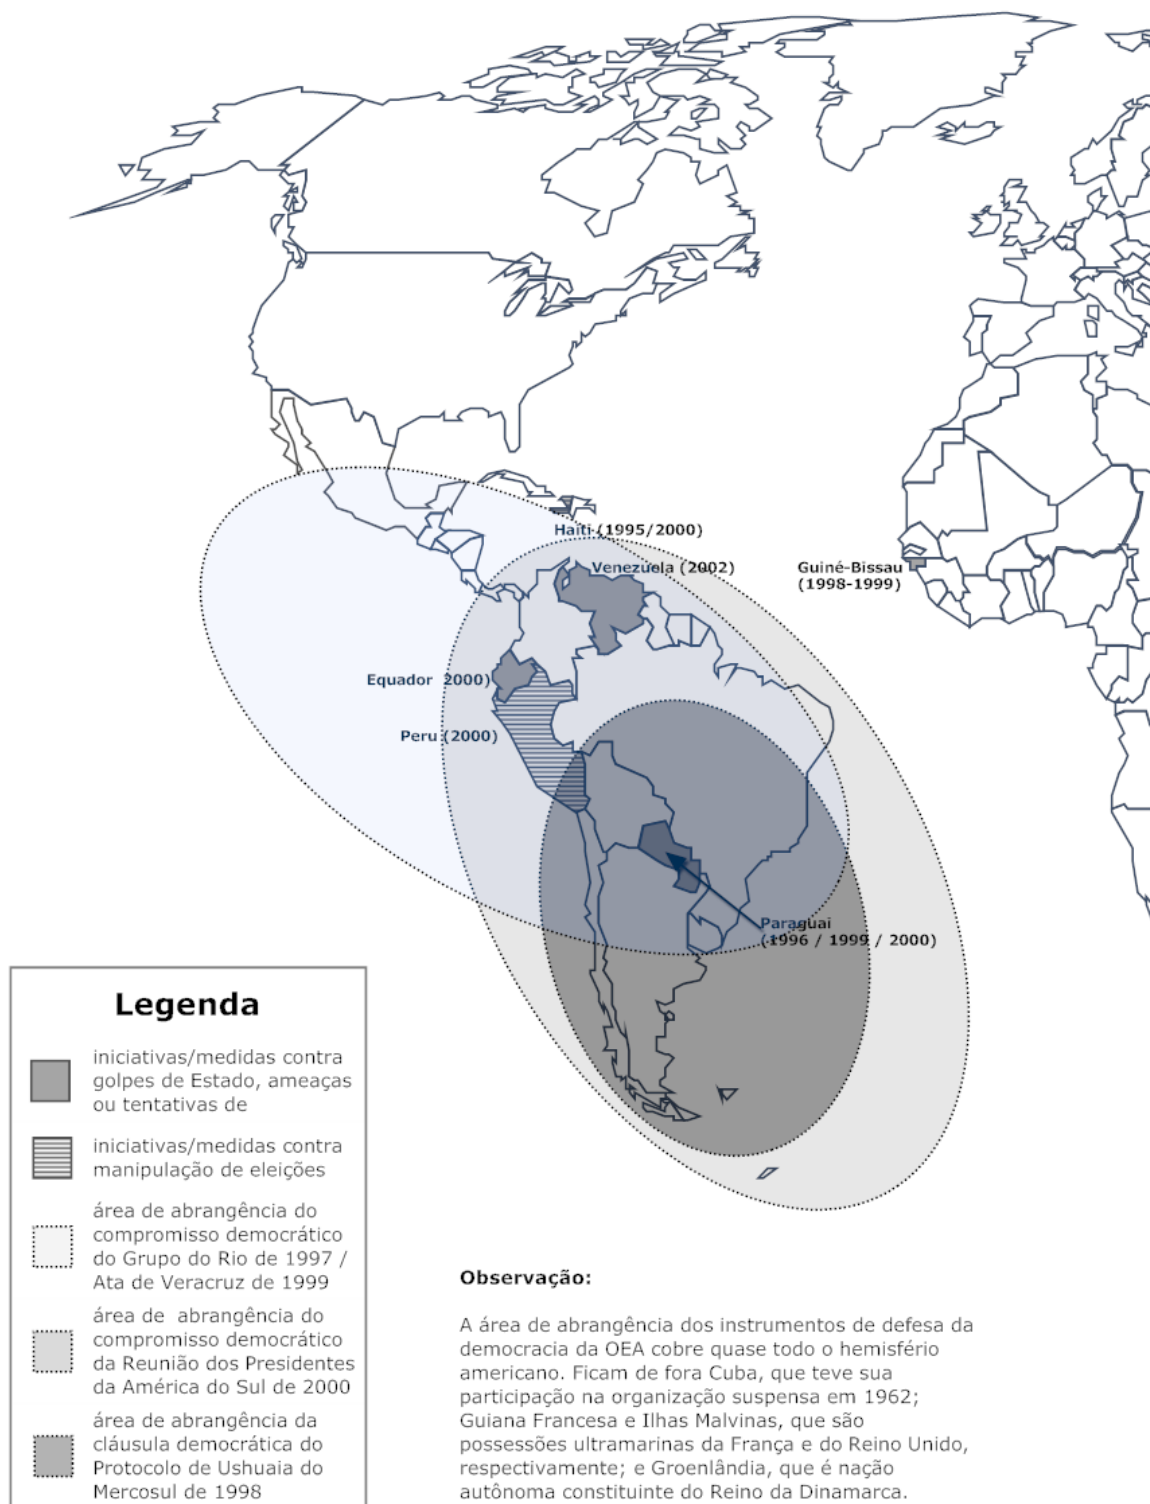 Haiti (1995/2000)
Venezuela (2002)
Guiné-Bissau
(1998-1999)
Equador 2000)
Peru (2000)
Paraguai
(1996 / 1999 / 2000)
Legenda
iniciativas/medidas contra
golpes de Estado, ameaças
ou tentativas de
iniciativas/medidas contra
manipulação de eleições
área de abrangência do
compromisso democrático
do Grupo do Rio de 1997 /
Ata de Veracruz de 1999
área de abrangência do
compromisso democrático
da Reunião dos Presidentes
da América do Sul de 2000
área de abrangência da
cláusula democrática do
Protocolo de Ushuaia do
Mercosul de 1998
Observação:
A área de abrangência dos instrumentos de defesa da
democracia da OEA cobre quase todo o hemisfério
americano. Ficam de fora Cuba, que teve sua
participação na organização suspensa em 1962;
Guiana Francesa e Ilhas Malvinas, que são
possessões ultramarinas da França e do Reino Unido,
respectivamente; e Groenlândia, que é nação
autônoma constituinte do Reino da Dinamarca.